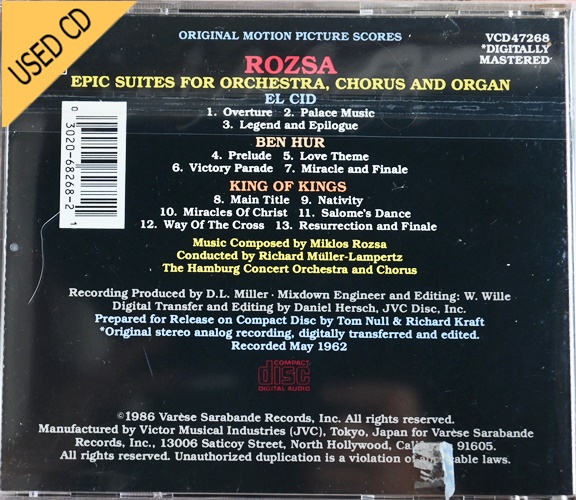 USED CD
ORIGINAL MOTION PICTURE SCORES
VCD47268
*DIGITALLY
MASTERED
ROZSA
EPIC SUITES FOR ORCHESTRA, CHORUS AND ORGAN
EL CID
1. Overture 2. Palace Music
3. Legend and Epilogue
BEN HUR
4. Prelude 5. Love Theme
6. Victory Parade 7. Miracle and Finale
KING OF KINGS
8. Main Title 9. Nativity
10. Miracles Of Christ 11. Salome's Dance
12. Way Of The Cross 13. Resurrection and Finale
0 3020-68268-2 1
Music Composed by Miklos Rozsa
Conducted by Richard Müller-Lampertz
The Hamburg Concert Orchestra and Chorus
Recording Produced by D.L. Miller · Mixdown Engineer and Editing: W. Wille
Digital Transfer and Editing by Daniel Hersch, JVC Disc, Inc.
Prepared for Release on Compact Disc by Tom Null & Richard Kraft
*Original stereo analog recording, digitally transferred and edited.
Recorded May 1962
COMPACT
disc
DIGITAL AUDIO
©1986 Varèse Sarabande Records, Inc. All rights reserved.
Manufactured by Victor Musical Industries (JVC), Tokyo, Japan for Varèse Sarabande
Records, Inc., 13006 Saticoy Street, North Hollywood, California 91605.
All rights reserved. Unauthorized duplication is a violation of applicable laws.